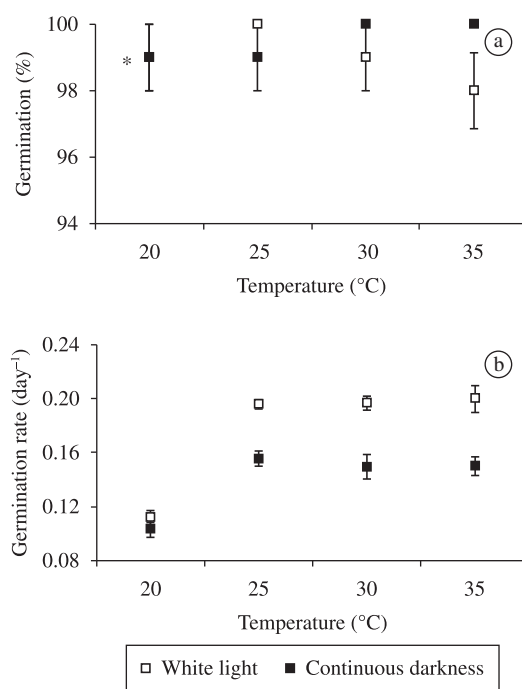 100
98
96
94
Germination (%)
*
a
20 25 30 35
Temperature (°C)
0.24
0.20
0.16
0.12
0.08
Germination rate (day⁻¹)
b
20 25 30 35
Temperature (°C)
White light Continuous darkness